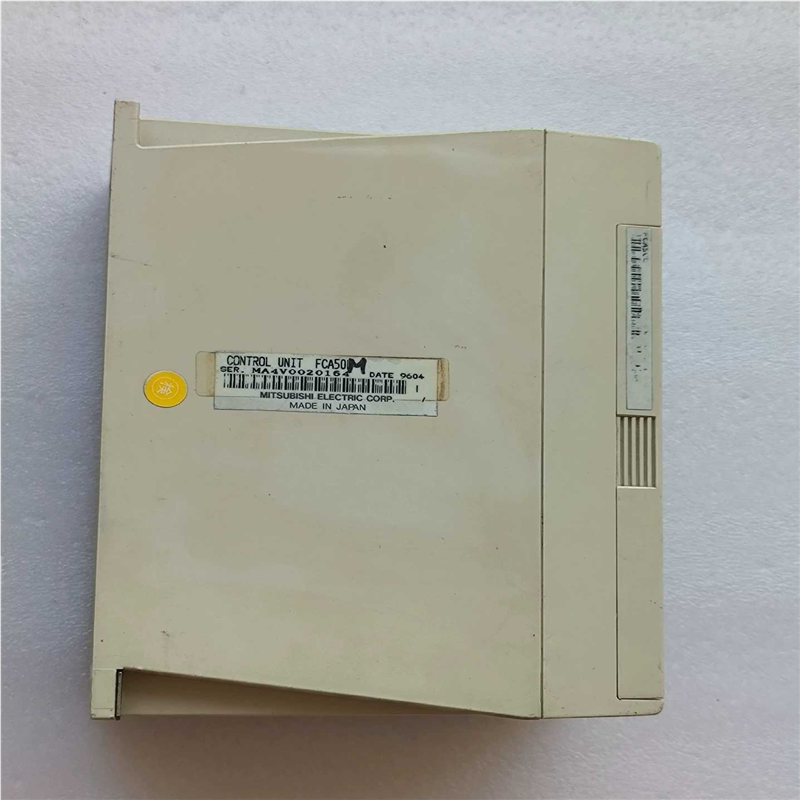 CONTROL UNIT FCA50M
SER. MA4V0020164 DATE 9604
MITSUBISHI ELECTRIC CORP.
MADE IN JAPAN